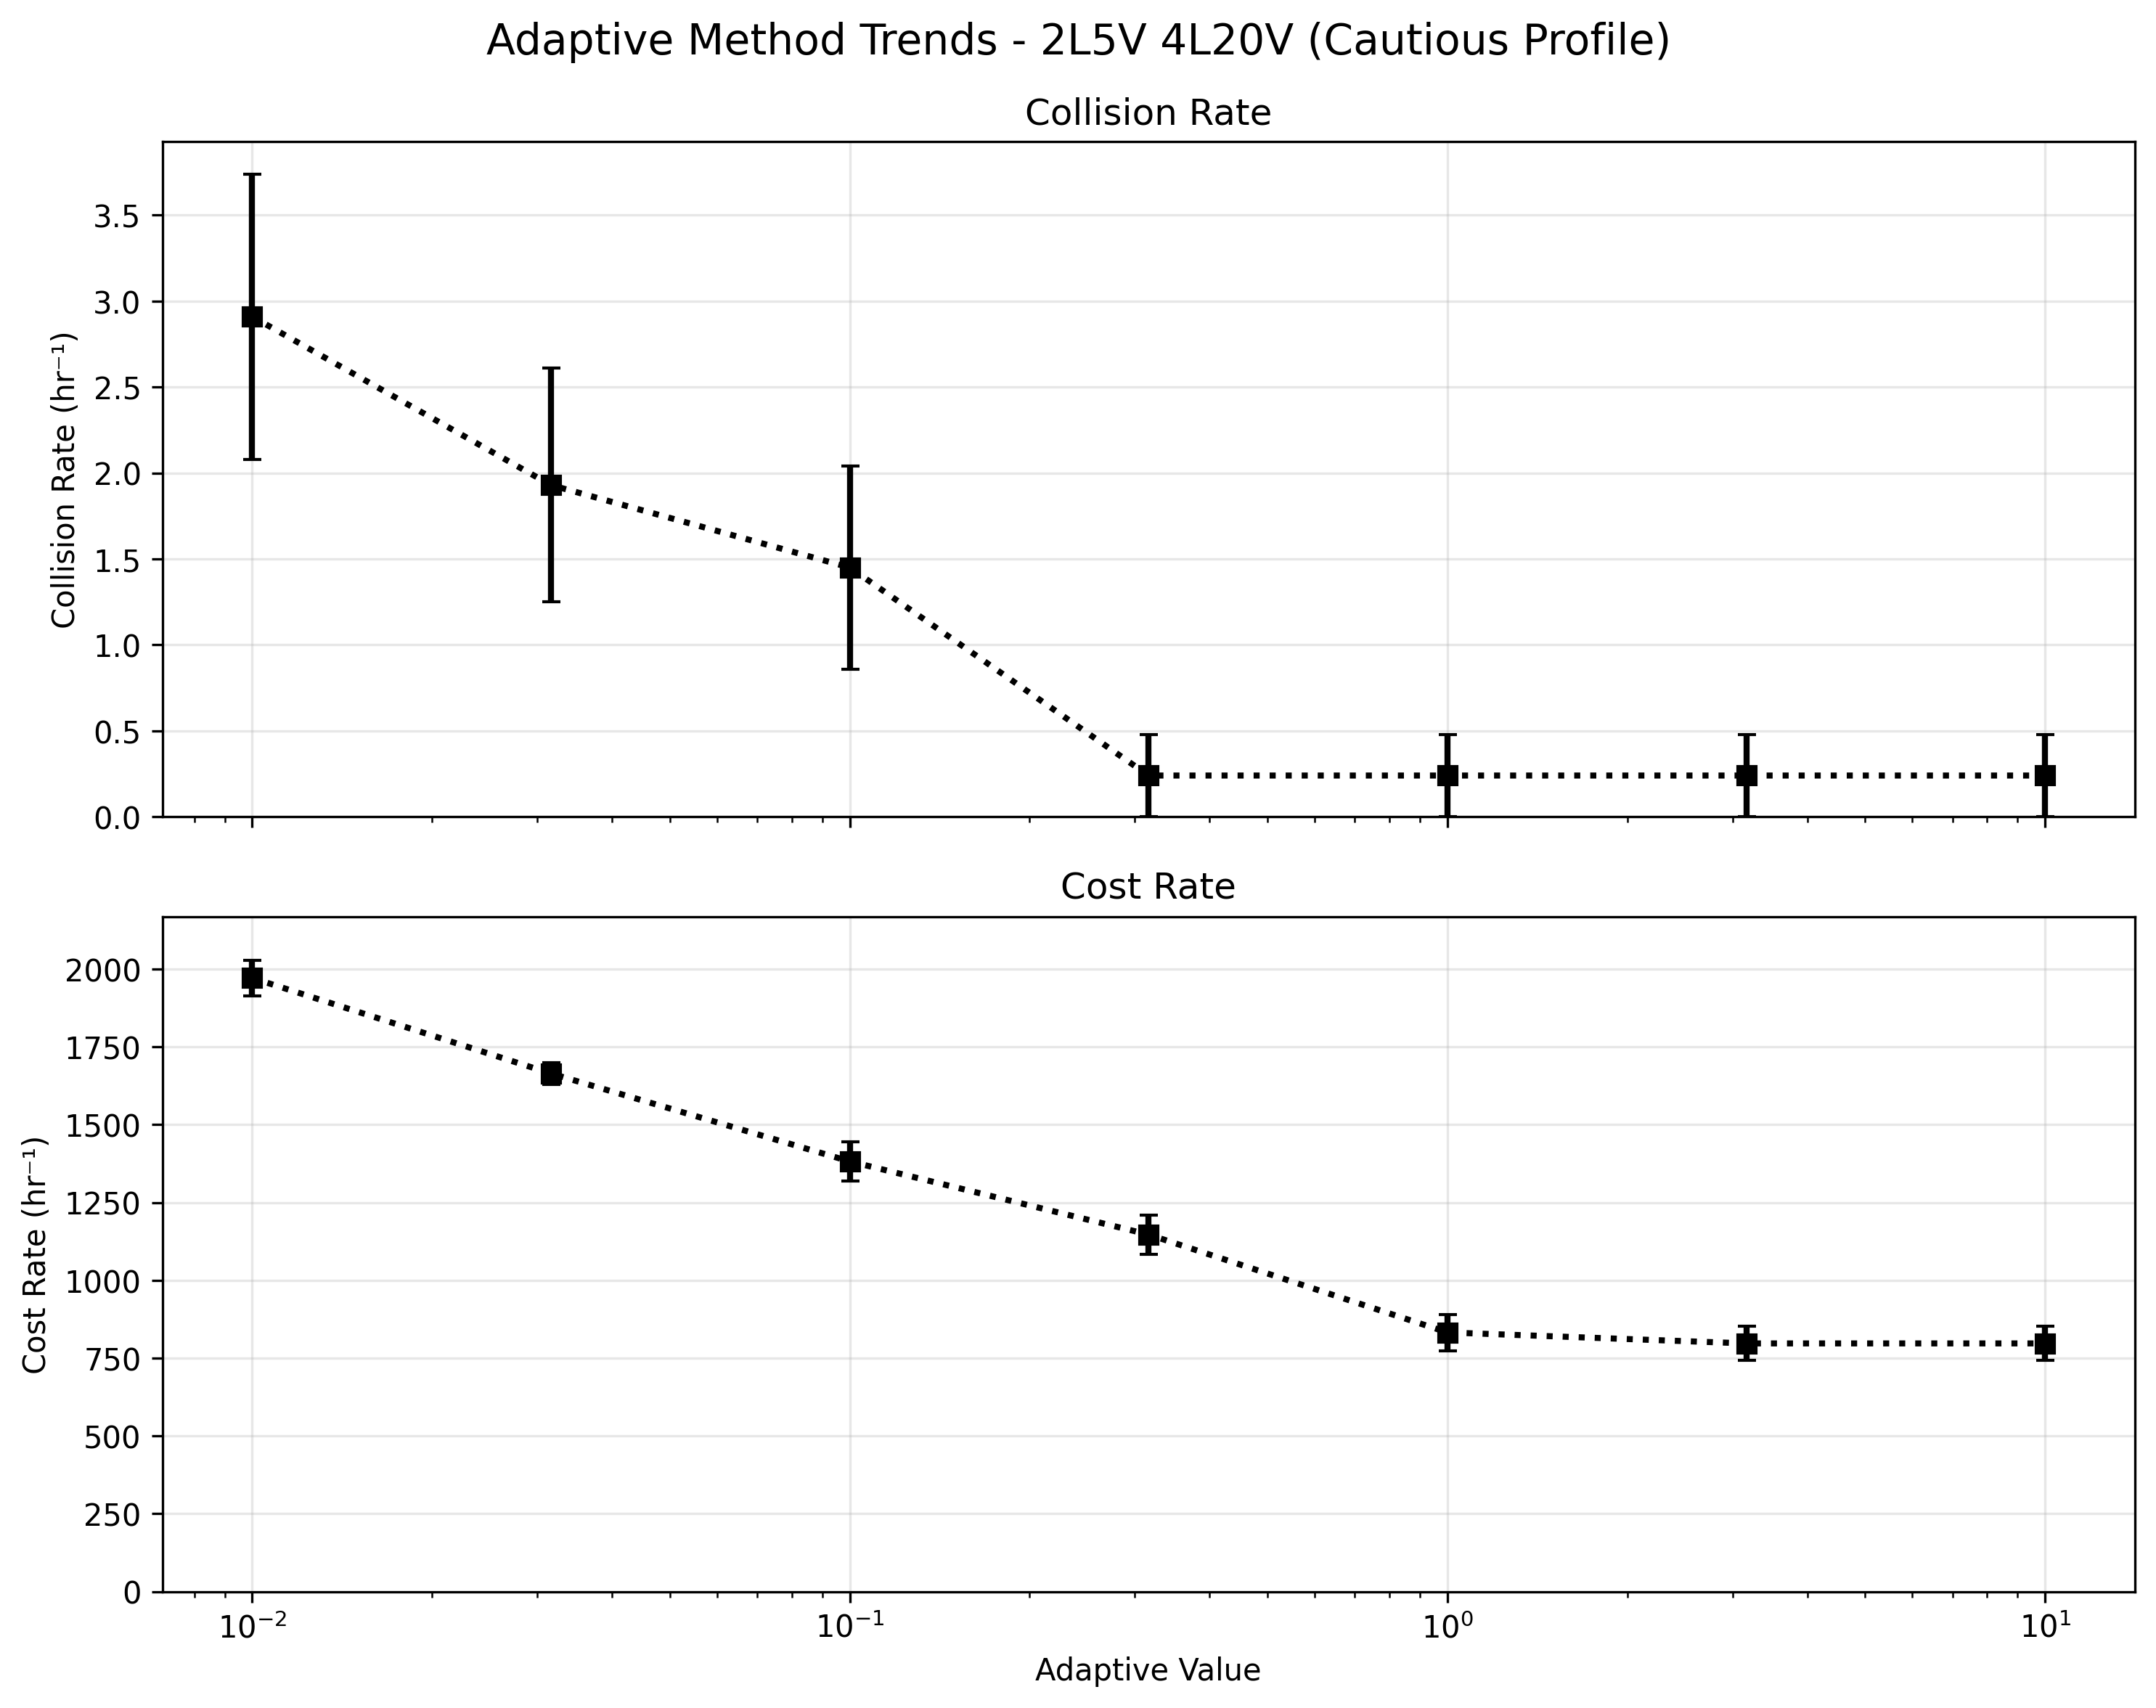 Adaptive Method Trends - 2L5V 4L20V (Cautious Profile)
Collision Rate
Collision Rate (hr⁻¹)
3.5
3.0
2.5
2.0
1.5
1.0
0.5
0.0
Cost Rate
Cost Rate (hr⁻¹)
2000
1750
1500
1250
1000
750
500
250
0
10⁻² 10⁻¹ 10⁰ 10¹
Adaptive Value